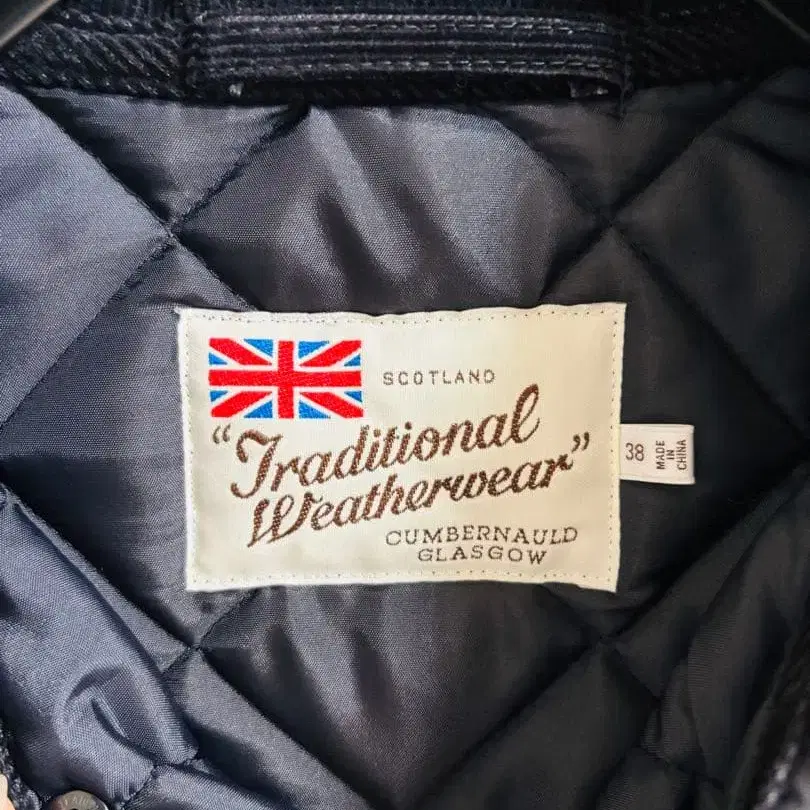 SCOTLAND
"Traditional
Weatherwear"
CUMBERNAULD
GLASGOW
38
MADE
IN
CHINA